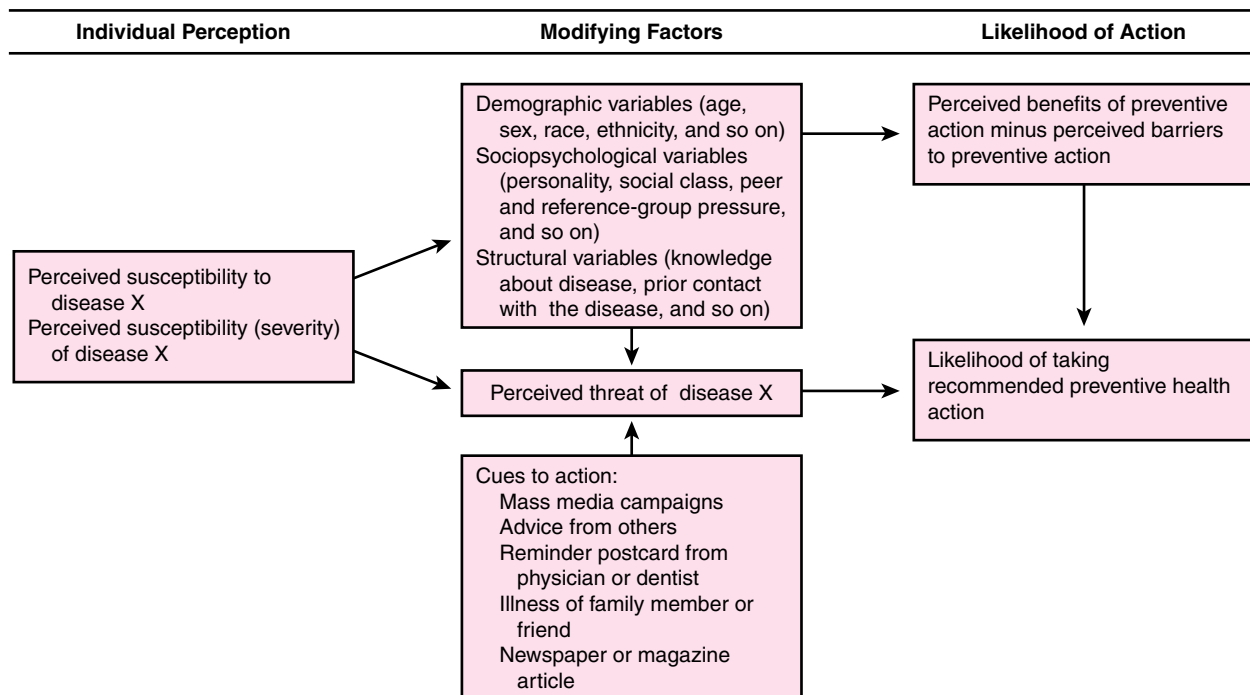 Individual Perception
Modifying Factors
Likelihood of Action
Perceived susceptibility to
disease X
Perceived susceptibility (severity)
of disease X
Demographic variables (age,
sex, race, ethnicity, and so on)
Sociopsychological variables
(personality, social class, peer
and reference-group pressure,
and so on)
Structural variables (knowledge
about disease, prior contact
with the disease, and so on)
Perceived threat of disease X
Cues to action:
Mass media campaigns
Advice from others
Reminder postcard from
physician or dentist
Illness of family member or
friend
Newspaper or magazine
article
Perceived benefits of preventive
action minus perceived barriers
to preventive action
Likelihood of taking
recommended preventive health
action